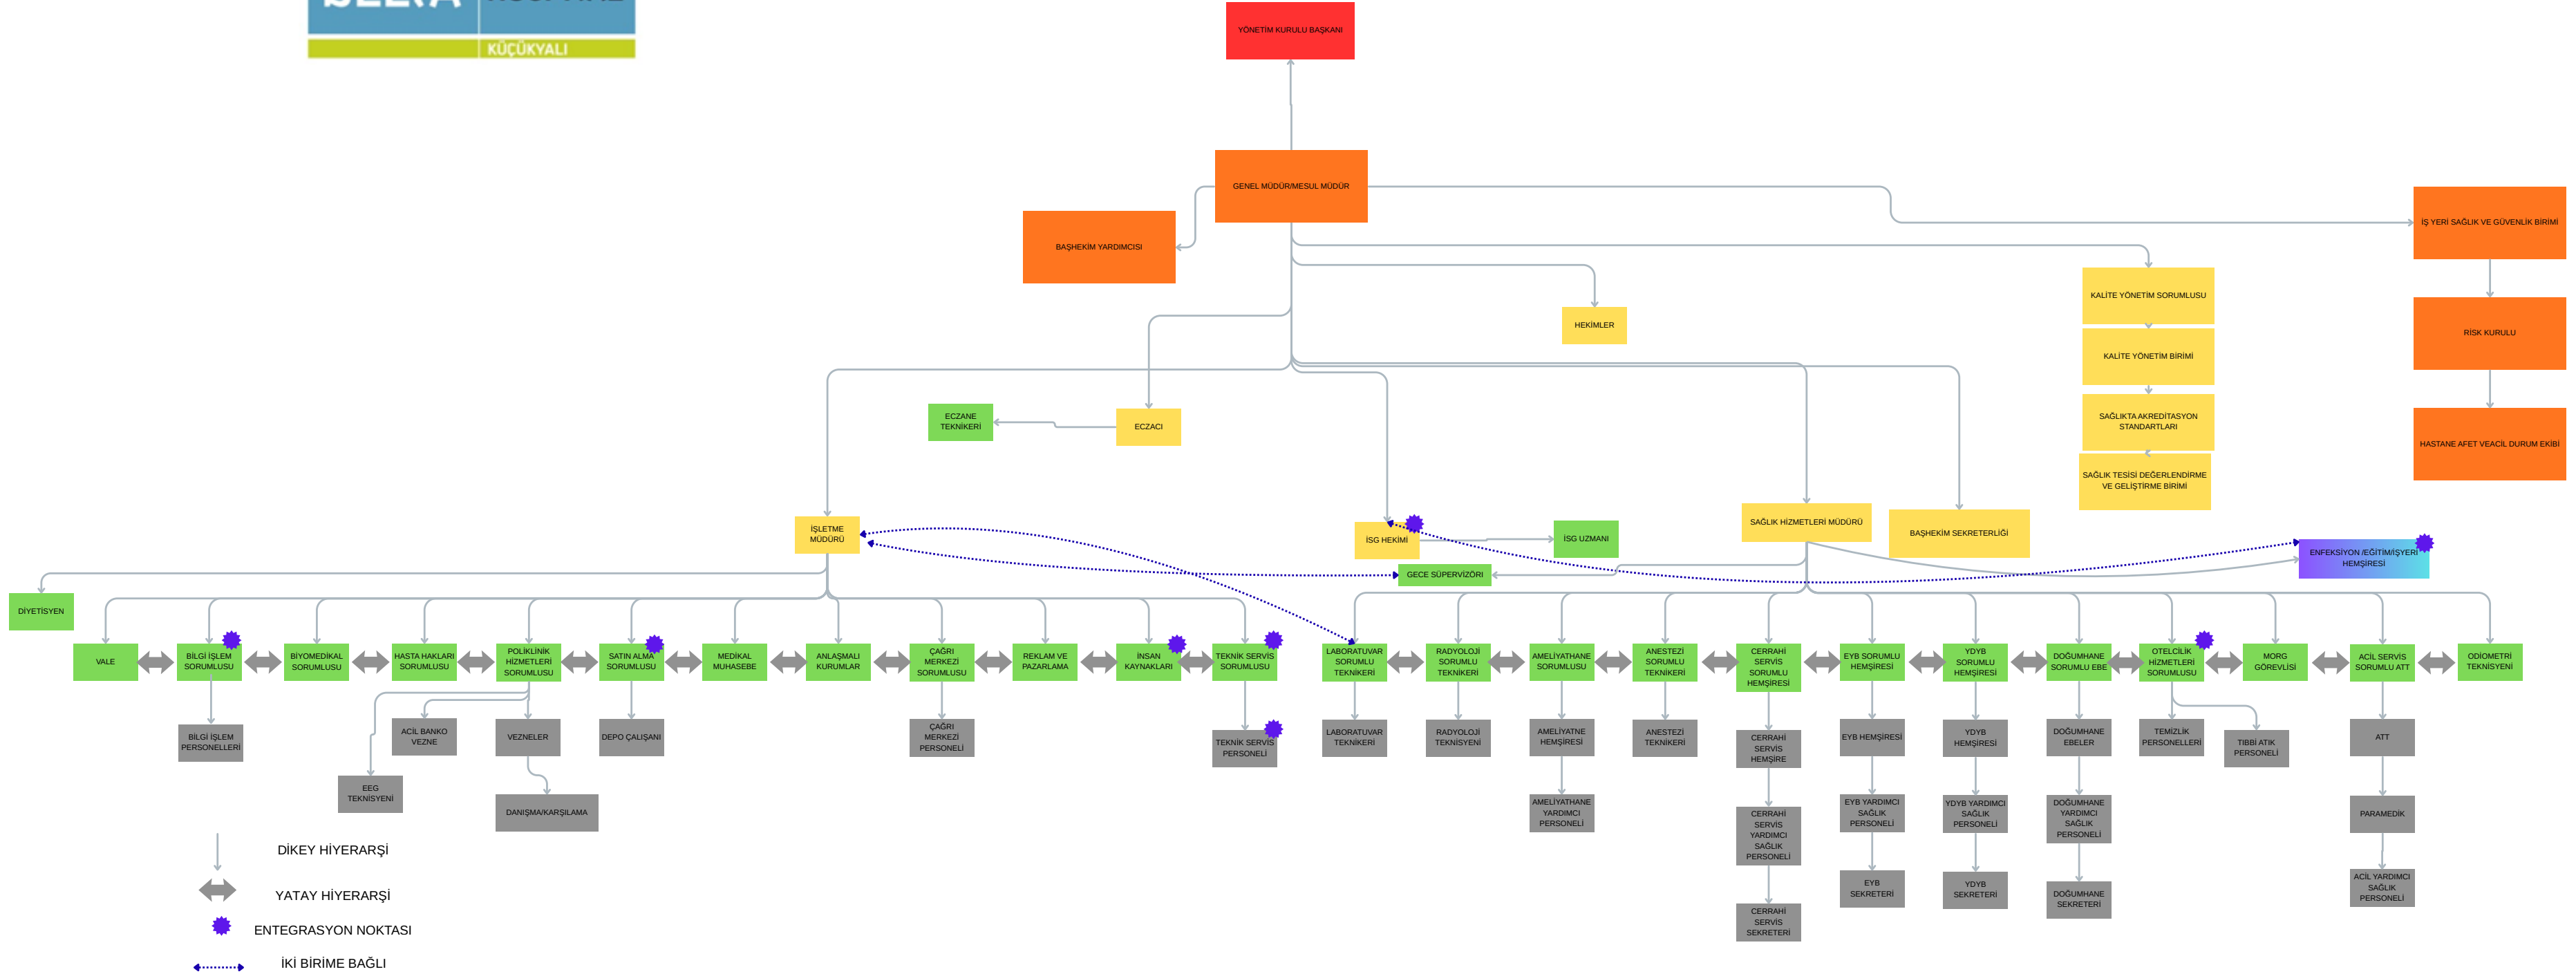 KÜÇÜKYALI
YÖNETİM KURULU BAŞKANI
GENEL MÜDÜR/MESUL MÜDÜR
BAŞHEKİM YARDIMCISI
İŞ YERİ SAĞLIK VE GÜVENLİK BİRİMİ
KALİTE YÖNETİM SORUMLUSU
HEKİMLER
RİSK KURULU
KALİTE YÖNETİM BİRİMİ
ECZANE
TEKNİKERİ
ECZACI
SAĞLIKTA AKREDİTASYON
STANDARTLARI
HASTANE AFET VEACİL DURUM EKİBİ
SAĞLIK TESİSİ DEĞERLENDİRME
VE GELİŞTİRME BİRİMİ
İŞLETME
MÜDÜRÜ
İSG HEKİMİ
İSG UZMANI
SAĞLIK HİZMETLERİ MÜDÜRÜ
BAŞHEKİM SEKRETERLİĞİ
ENFEKSİYON /EĞİTİM/İŞYERİ
HEMŞİRESİ
GECE SÜPERVİZÖRI
DİYETİSYEN
VALE
BİLGİ İŞLEM
SORUMLUSU
BİYOMEDİKAL
SORUMLUSU
HASTA HAKLARI
SORUMLUSU
POLİKLİNİK
HİZMETLERİ
SORUMLUSU
SATIN ALMA
SORUMLUSU
MEDİKAL
MUHASEBE
ANLAŞMALI
KURUMLAR
ÇAĞRI
MERKEZİ
SORUMLUSU
REKLAM VE
PAZARLAMA
İNSAN
KAYNAKLARI
TEKNİK SERVİS
SORUMLUSU
LABORATUVAR
SORUMLU
TEKNİKERİ
RADYOLOJİ
SORUMLU
TEKNİKERİ
AMELİYATHANE
SORUMLUSU
ANESTEZİ
SORUMLU
TEKNİKERİ
CERRAHİ
SERVİS
SORUMLU
HEMŞİRESİ
EYB SORUMLU
HEMŞİRESİ
YDYB
SORUMLU
HEMŞİRESİ
DOĞUMHANE
SORUMLU EBE
OTELCİLİK
HİZMETLERİ
SORUMLUSU
MORG
GÖREVLİSİ
ACİL SERVİS
SORUMLU ATT
ODİOMETRİ
TEKNİSYENİ
BİLGİ İŞLEM
PERSONELLERİ
ACİL BANKO
VEZNE
VEZNELER
DEPO ÇALIŞANI
ÇAĞRI
MERKEZİ
PERSONELİ
TEKNİK SERVİS
PERSONELİ
LABORATUVAR
TEKNİKERİ
RADYOLOJİ
TEKNİSYENİ
AMELİYATNE
HEMŞİRESİ
ANESTEZİ
TEKNİKERİ
CERRAHİ
SERVİS
HEMŞİRE
EYB HEMŞİRESİ
YDYB
HEMŞİRESİ
DOĞUMHANE
EBELER
TEMİZLİK
PERSONELLERİ
TIBBİ ATIK
PERSONELİ
ATT
EEG
TEKNİSYENİ
DANIŞMA/KARŞILAMA
AMELİYATHANE
YARDIMCI
PERSONELİ
CERRAHİ
SERVİS
YARDIMCI
SAĞLIK
PERSONELİ
EYB YARDIMCI
SAĞLIK
PERSONELİ
YDYB YARDIMCI
SAĞLIK
PERSONELİ
DOĞUMHANE
YARDIMCI
SAĞLIK
PERSONELİ
PARAMEDİK
CERRAHİ
SERVİS
SEKRETERİ
EYB
SEKRETERİ
YDYB
SEKRETERİ
DOĞUMHANE
SEKRETERİ
ACİL YARDIMCI
SAĞLIK
PERSONELİ
DİKEY HİYERARŞİ
YATAY HİYERARŞİ
ENTEGRASYON NOKTASI
İKİ BİRİME BAĞLI